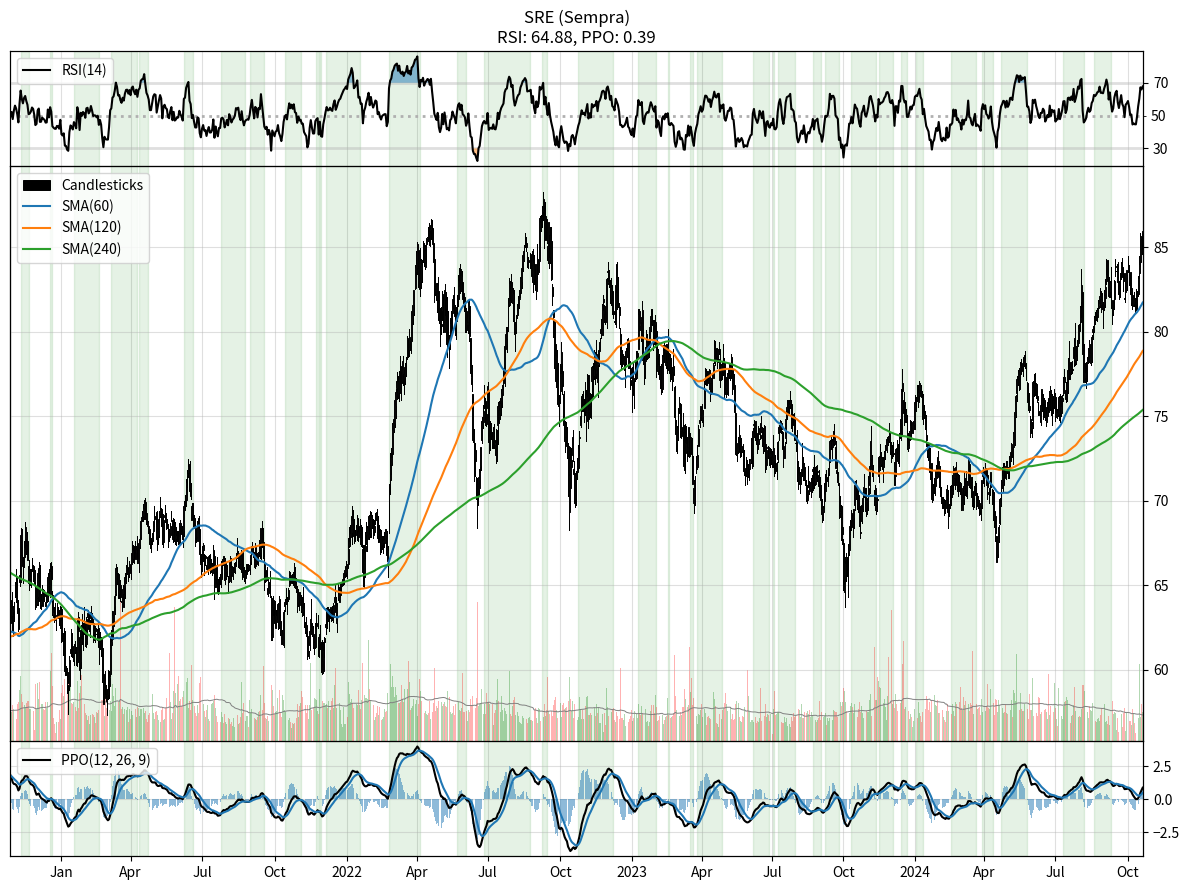 SRE (Sempra)
RSI: 64.88, PPO: 0.39
RSI(14)
70
50
30
Candlesticks
SMA(60)
SMA(120)
SMA(240)
85
80
75
70
65
60
PPO(12, 26, 9)
2.5
0.0
−2.5
Jan Apr Jul Oct 2022 Apr Jul Oct 2023 Apr Jul Oct 2024 Apr Jul Oct